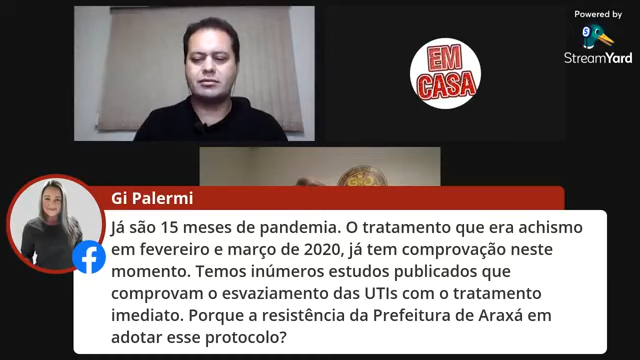 Powered by
StreamYard
EM
CASA
Gi Palermi
Já são 15 meses de pandemia. O tratamento que era achismo
em fevereiro e março de 2020, já tem comprovação neste
momento. Temos inúmeros estudos publicados que
comprovam o esvaziamento das UTIs com o tratamento
imediato. Porque a resistência da Prefeitura de Araxá em
adotar esse protocolo?